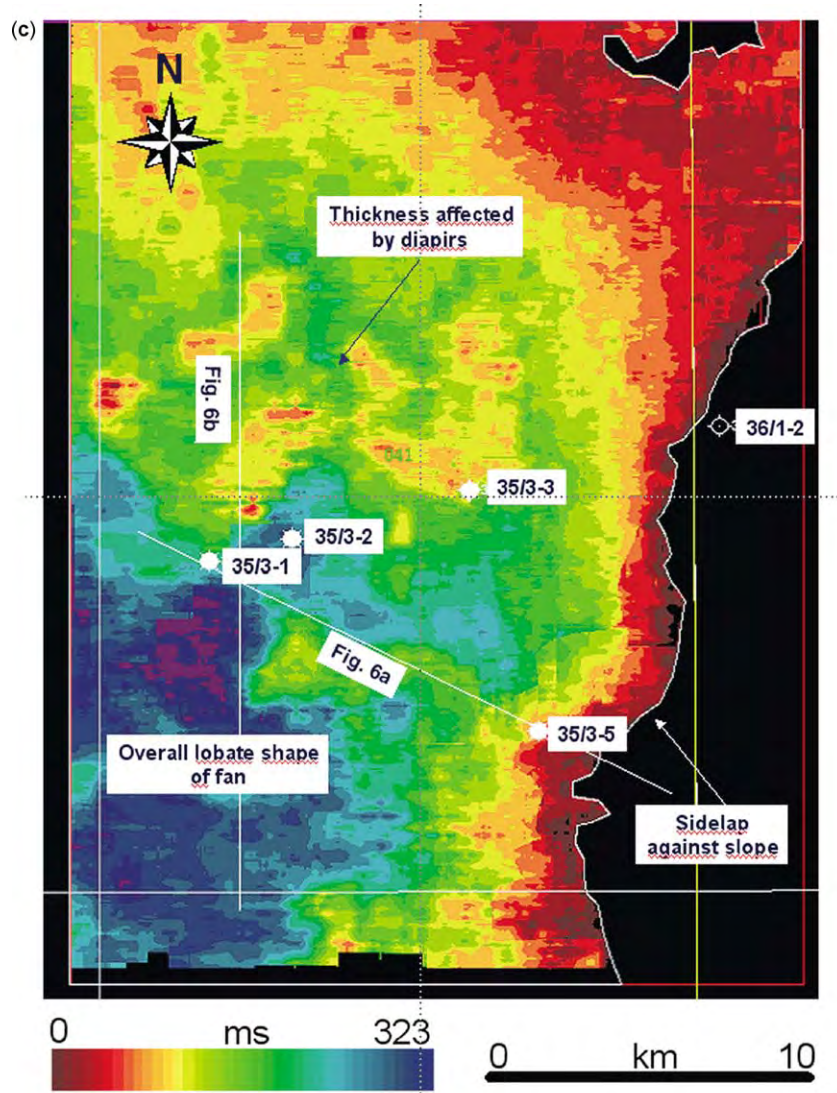 (c)
N
Thickness affected
by diapirs
Fig. 6b
36/1-2
641
35/3-3
35/3-2
35/3-1
Fig. 6a
35/3-5
Overall lobate shape
of fan
Sidelap
against slope
0 ms 323
0 km 10